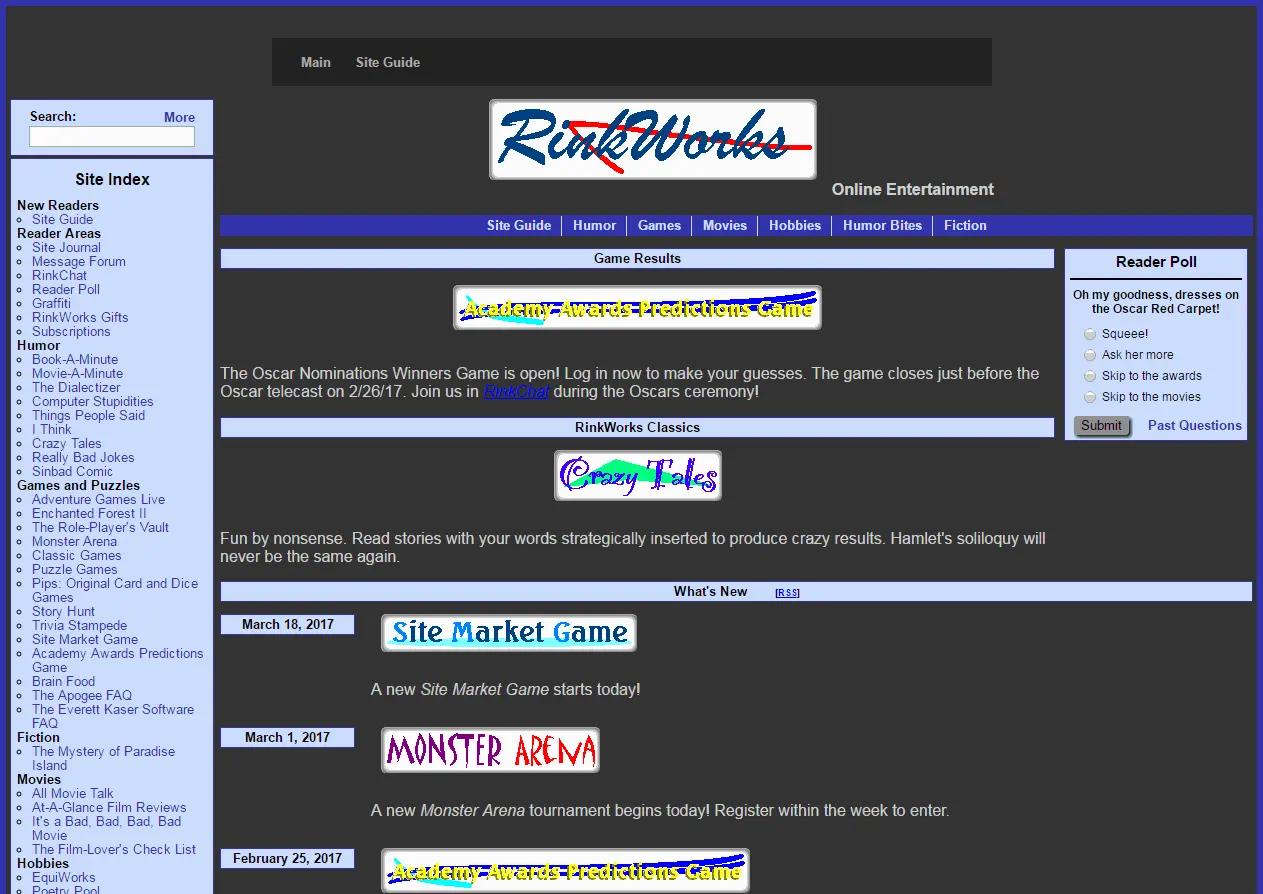 Main Site Guide
Search: More
Site Index
New Readers
Site Guide
Reader Areas
Site Journal
Message Forum
RinkChat
Reader Poll
Graffiti
RinkWorks Gifts
Subscriptions
Humor
Book-A-Minute
Movie-A-Minute
The Dialectizer
Computer Stupidities
Things People Said
I Think
Crazy Tales
Really Bad Jokes
Sinbad Comic
Games and Puzzles
Adventure Games Live
Enchanted Forest II
The Role-Player's Vault
Monster Arena
Classic Games
Puzzle Games
Pips: Original Card and Dice
Games
Story Hunt
Trivia Stampede
Site Market Game
Academy Awards Predictions
Game
Brain Food
The Apogee FAQ
The Everett Kaser Software
FAQ
Fiction
The Mystery of Paradise
Island
Movies
All Movie Talk
At-A-Glance Film Reviews
It's a Bad, Bad, Bad, Bad
Movie
The Film-Lover's Check List
Hobbies
EquiWorks
Poetry Pool
RinkWorks
Online Entertainment
Site Guide Humor Games Movies Hobbies Humor Bites Fiction
Game Results
Academy Awards Predictions Game
The Oscar Nominations Winners Game is open! Log in now to make your guesses. The game closes just before the
Oscar telecast on 2/26/17. Join us in RinkChat during the Oscars ceremony!
RinkWorks Classics
Crazy Tales
Fun by nonsense. Read stories with your words strategically inserted to produce crazy results. Hamlet's soliloquy will
never be the same again.
Reader Poll
Oh my goodness, dresses on
the Oscar Red Carpet!
Squeee!
Ask her more
Skip to the awards
Skip to the movies
Submit Past Questions
What's New [RSS]
March 18, 2017
Site Market Game
A new Site Market Game starts today!
March 1, 2017
MONSTER ARENA
A new Monster Arena tournament begins today! Register within the week to enter.
February 25, 2017
Academy Awards Predictions Game